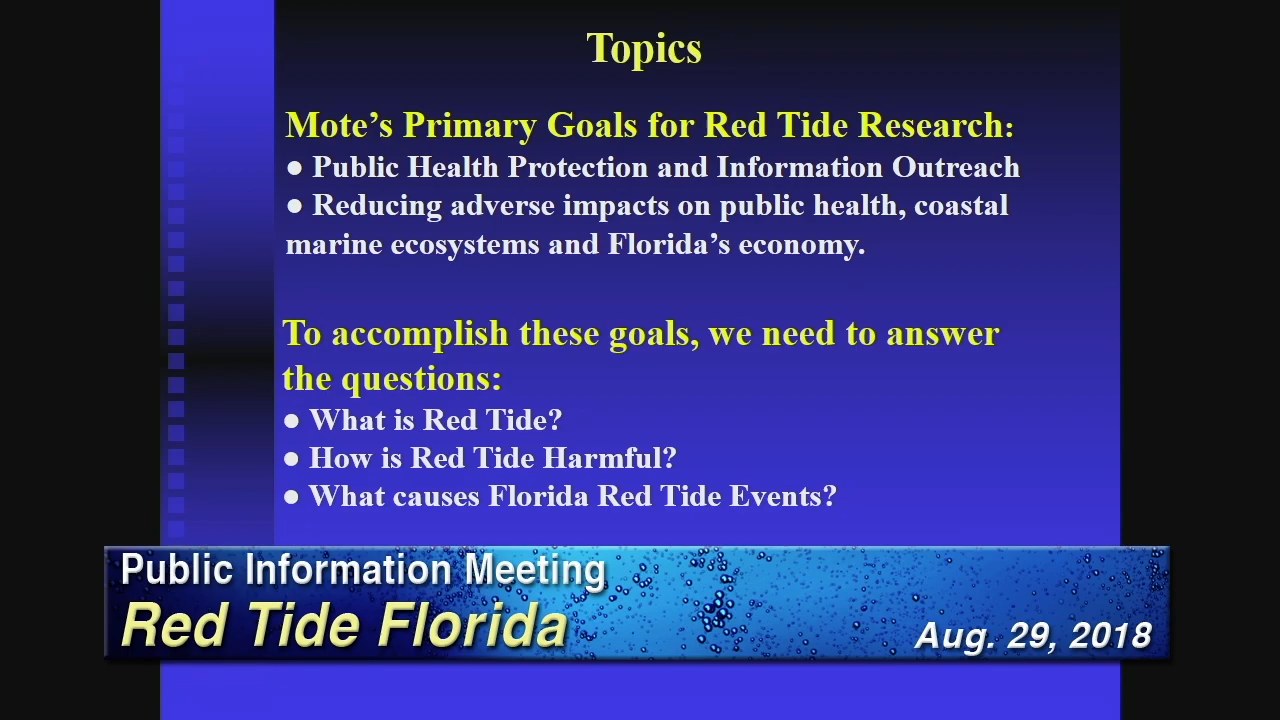 Topics
Mote’s Primary Goals for Red Tide Research:
● Public Health Protection and Information Outreach
● Reducing adverse impacts on public health, coastal
marine ecosystems and Florida’s economy.
To accomplish these goals, we need to answer
the questions:
● What is Red Tide?
● How is Red Tide Harmful?
● What causes Florida Red Tide Events?
Public Information Meeting
Red Tide Florida
Aug. 29, 2018